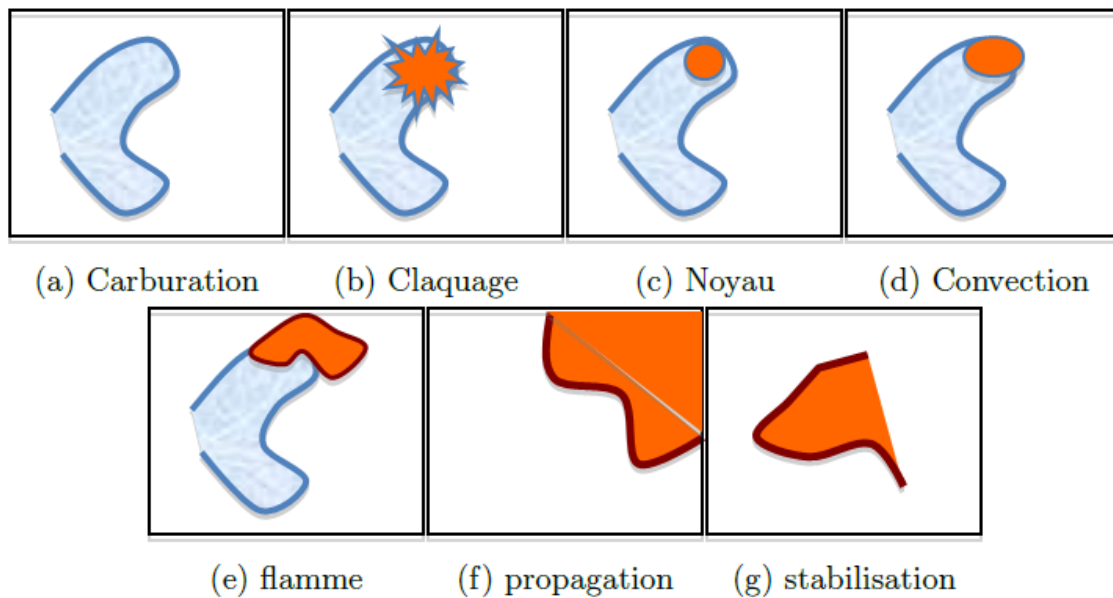 (a) Carburation (b) Claquage (c) Noyau (d) Convection
(e) flamme (f) propagation (g) stabilisation